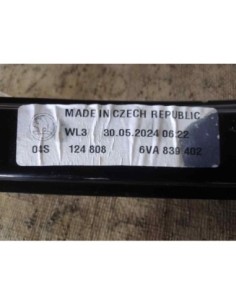 MADE IN CZECH REPUBLIC
WL3 30.05.2024 06:22
04S 124 808 6VA 839 402